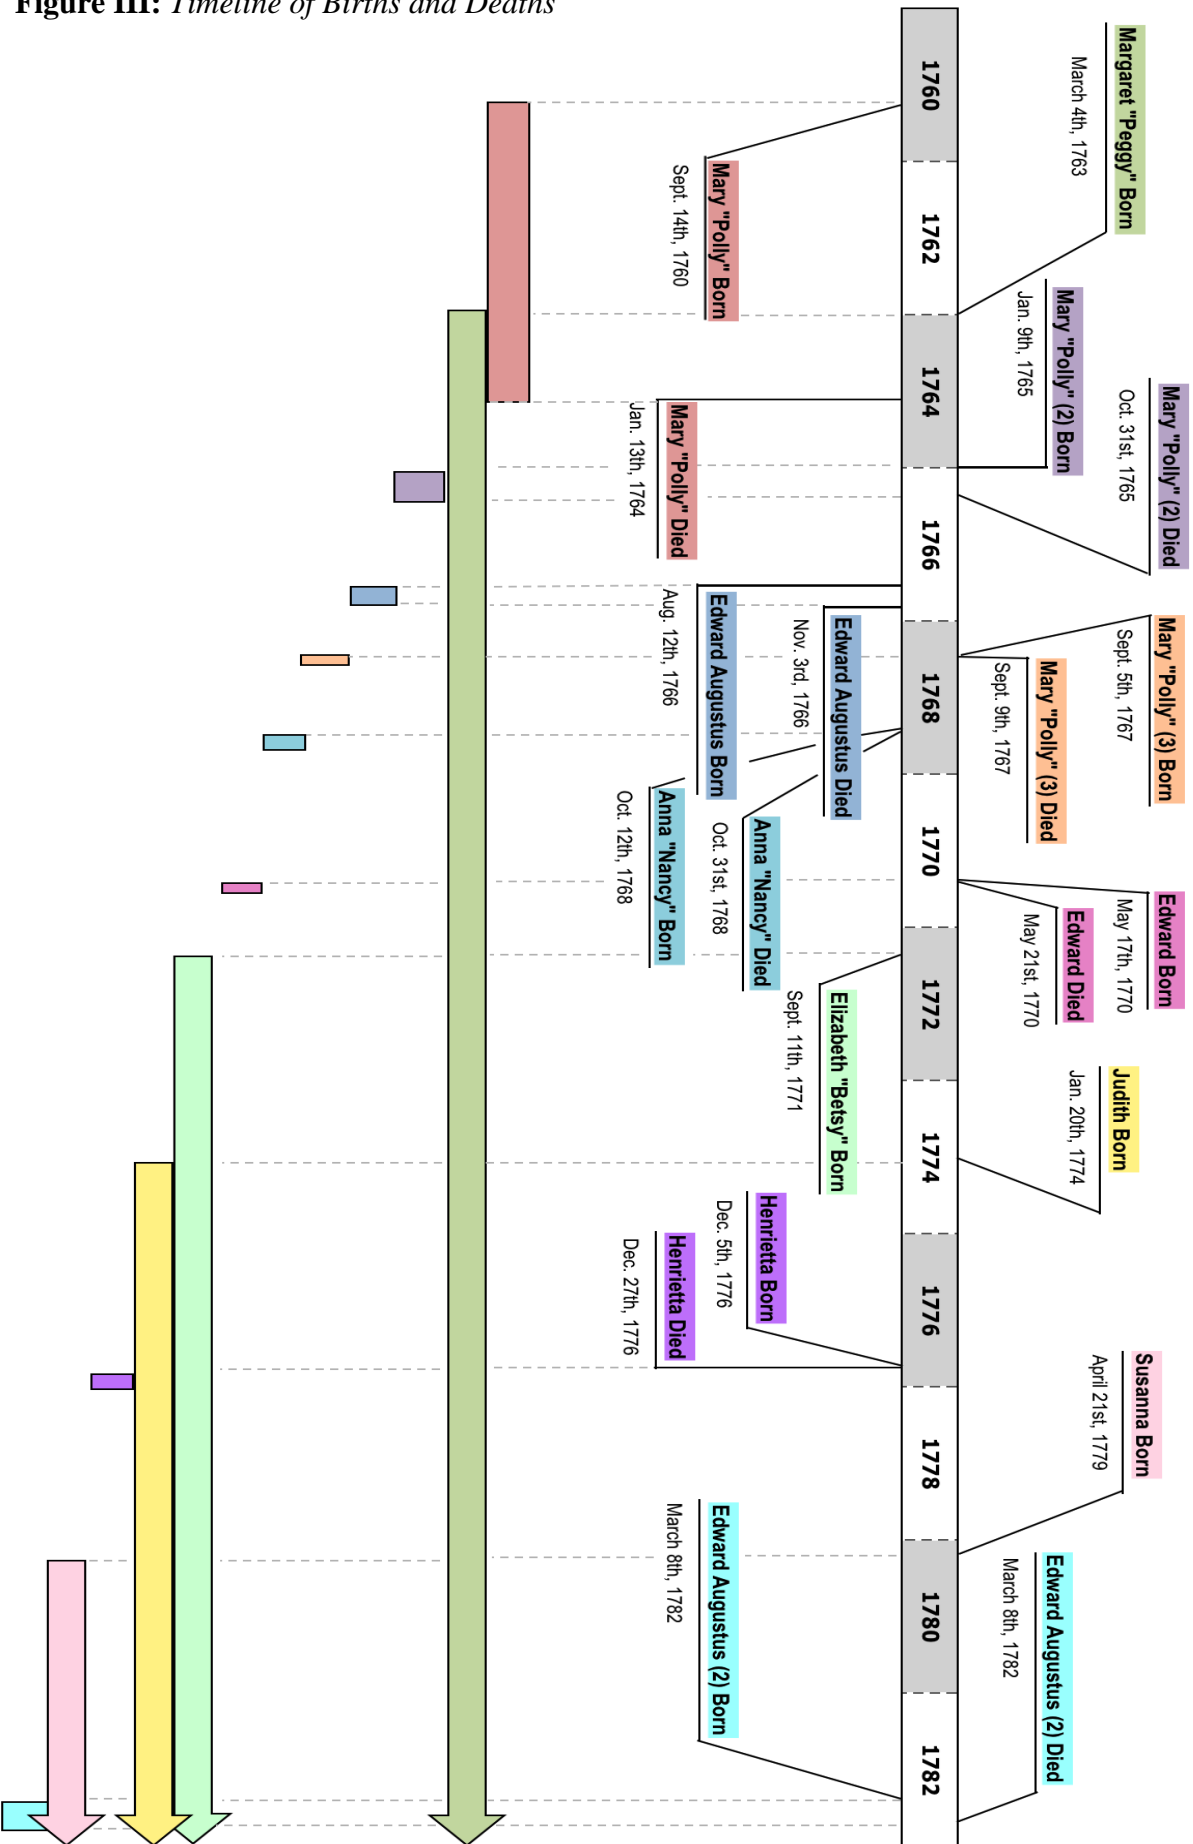 Figure III: Timeline of Births and Deaths
1760
1762
1764
1766
1768
1770
1772
1774
1776
1778
1780
1782
Margaret "Peggy" Born
March 4th, 1763
Mary "Polly" (2) Born
Jan. 9th, 1765
Mary "Polly" (2) Died
Oct. 31st, 1765
Mary "Polly" (3) Born
Sept. 5th, 1767
Mary "Polly" (3) Died
Sept. 9th, 1767
Edward Born
May 17th, 1770
Edward Died
May 21st, 1770
Judith Born
Jan. 20th, 1774
Susanna Born
April 21st, 1779
Edward Augustus (2) Died
March 8th, 1782
Mary "Polly" Born
Sept. 14th, 1760
Mary "Polly" Died
Jan. 13th, 1764
Edward Augustus Born
Aug. 12th, 1766
Edward Augustus Died
Nov. 3rd, 1766
Anna "Nancy" Born
Oct. 12th, 1768
Anna "Nancy" Died
Oct. 31st, 1768
Elizabeth "Betsy" Born
Sept. 11th, 1771
Henrietta Born
Dec. 5th, 1776
Henrietta Died
Dec. 27th, 1776
Edward Augustus (2) Born
March 8th, 1782